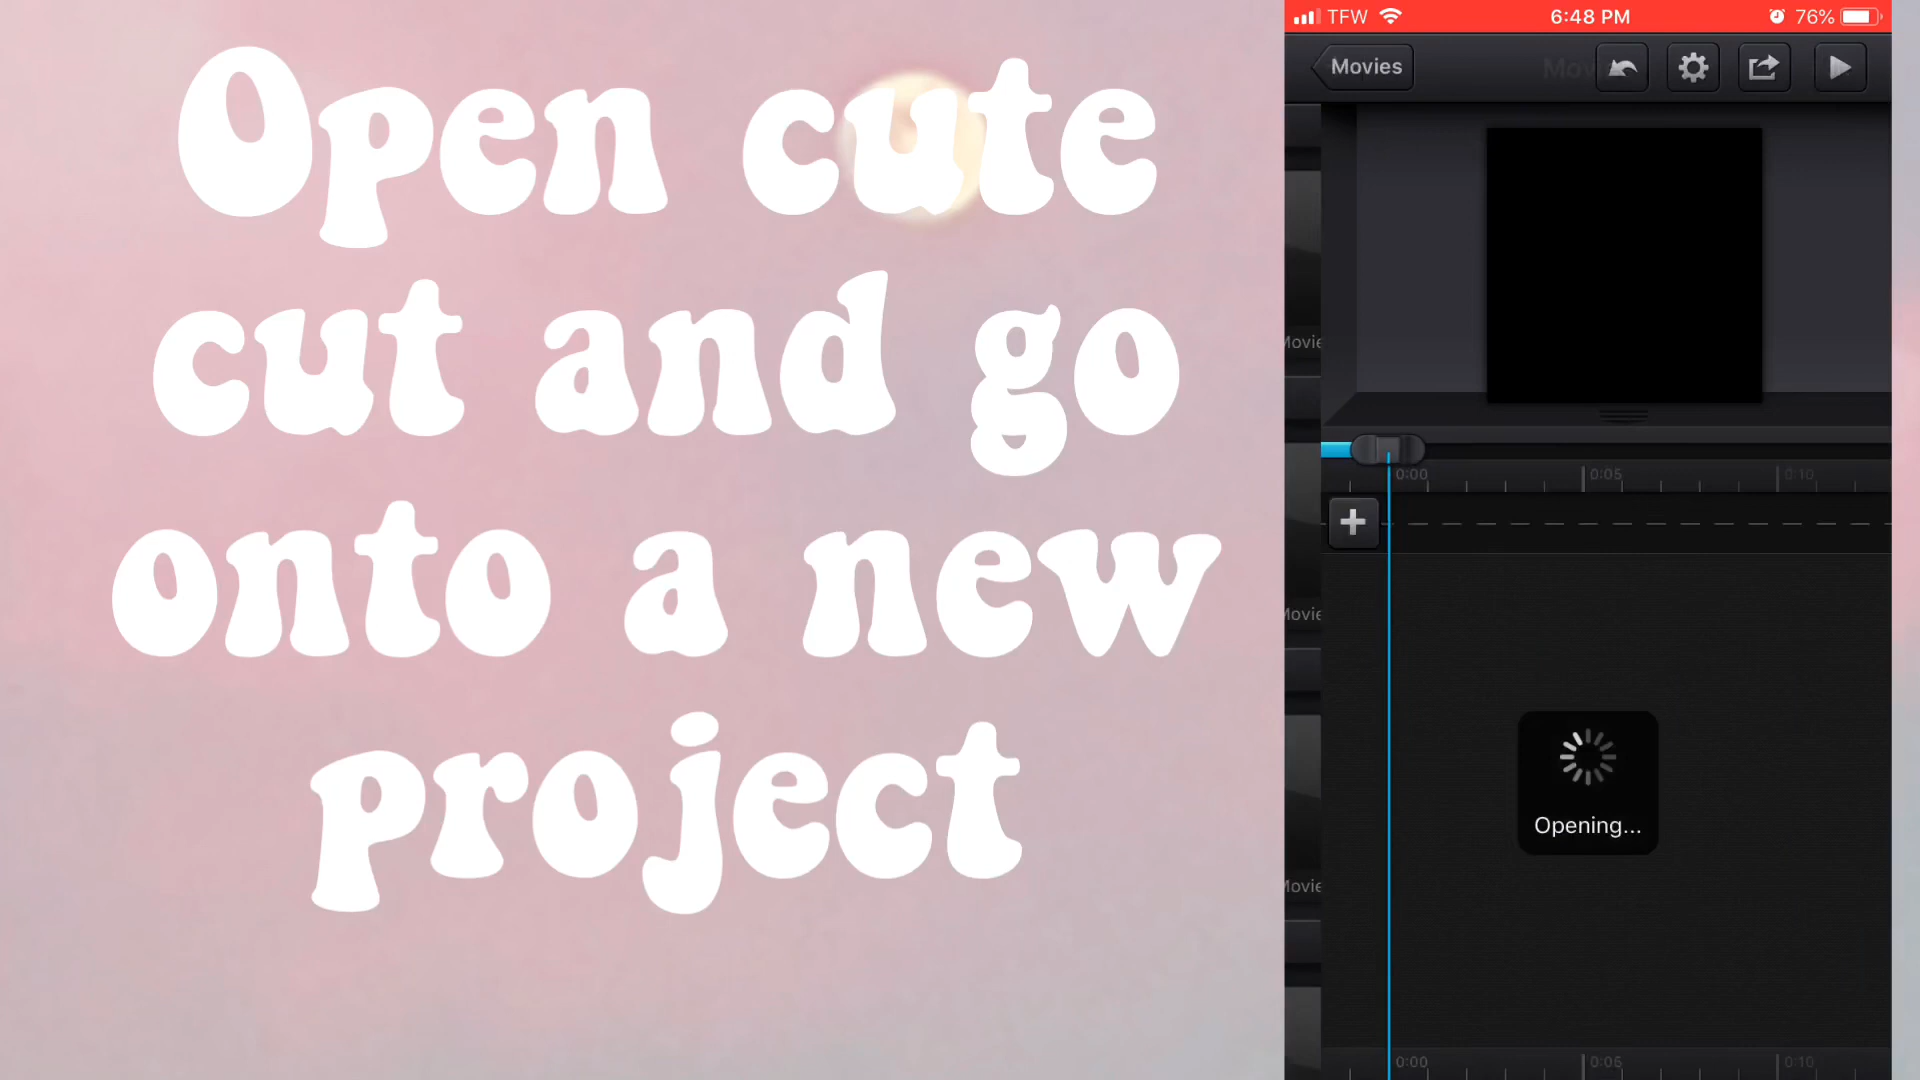 Open cute
cut and go
onto a new
project
TFW 6:48 PM 76%
Movies
0:00 0:05 0:10
Opening...
0:00 0:05 0:10